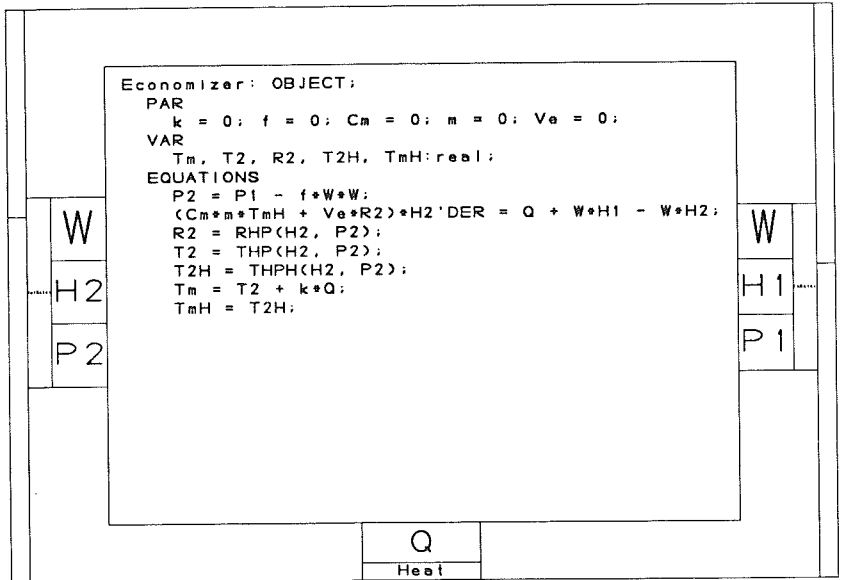 Economizer: OBJECT;
PAR
k = 0; f = 0; Cm = 0; m = 0; Ve = 0;
VAR
Tm, T2, R2, T2H, TmH:real;
EQUATIONS
P2 = P1 - f*W*W;
(Cm*m*TmH + Ve*R2)*H2'DER = Q + W*H1 - W*H2;
R2 = RHP(H2, P2);
T2 = THP(H2, P2);
T2H = THPH(H2, P2);
Tm = T2 + k*Q;
TmH = T2H;
W
H2
P2
W
H1
P1
Q
Heat